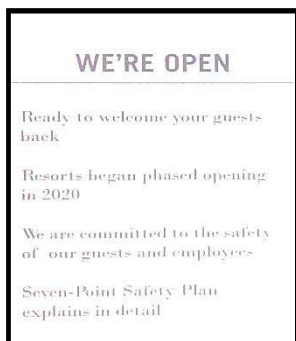 WE'RE OPEN
Ready to welcome your guests
back
Resorts began phased opening
in 2020
We are committed to the safety
of our guests and employees
Seven-Point Safety Plan
explains in detail